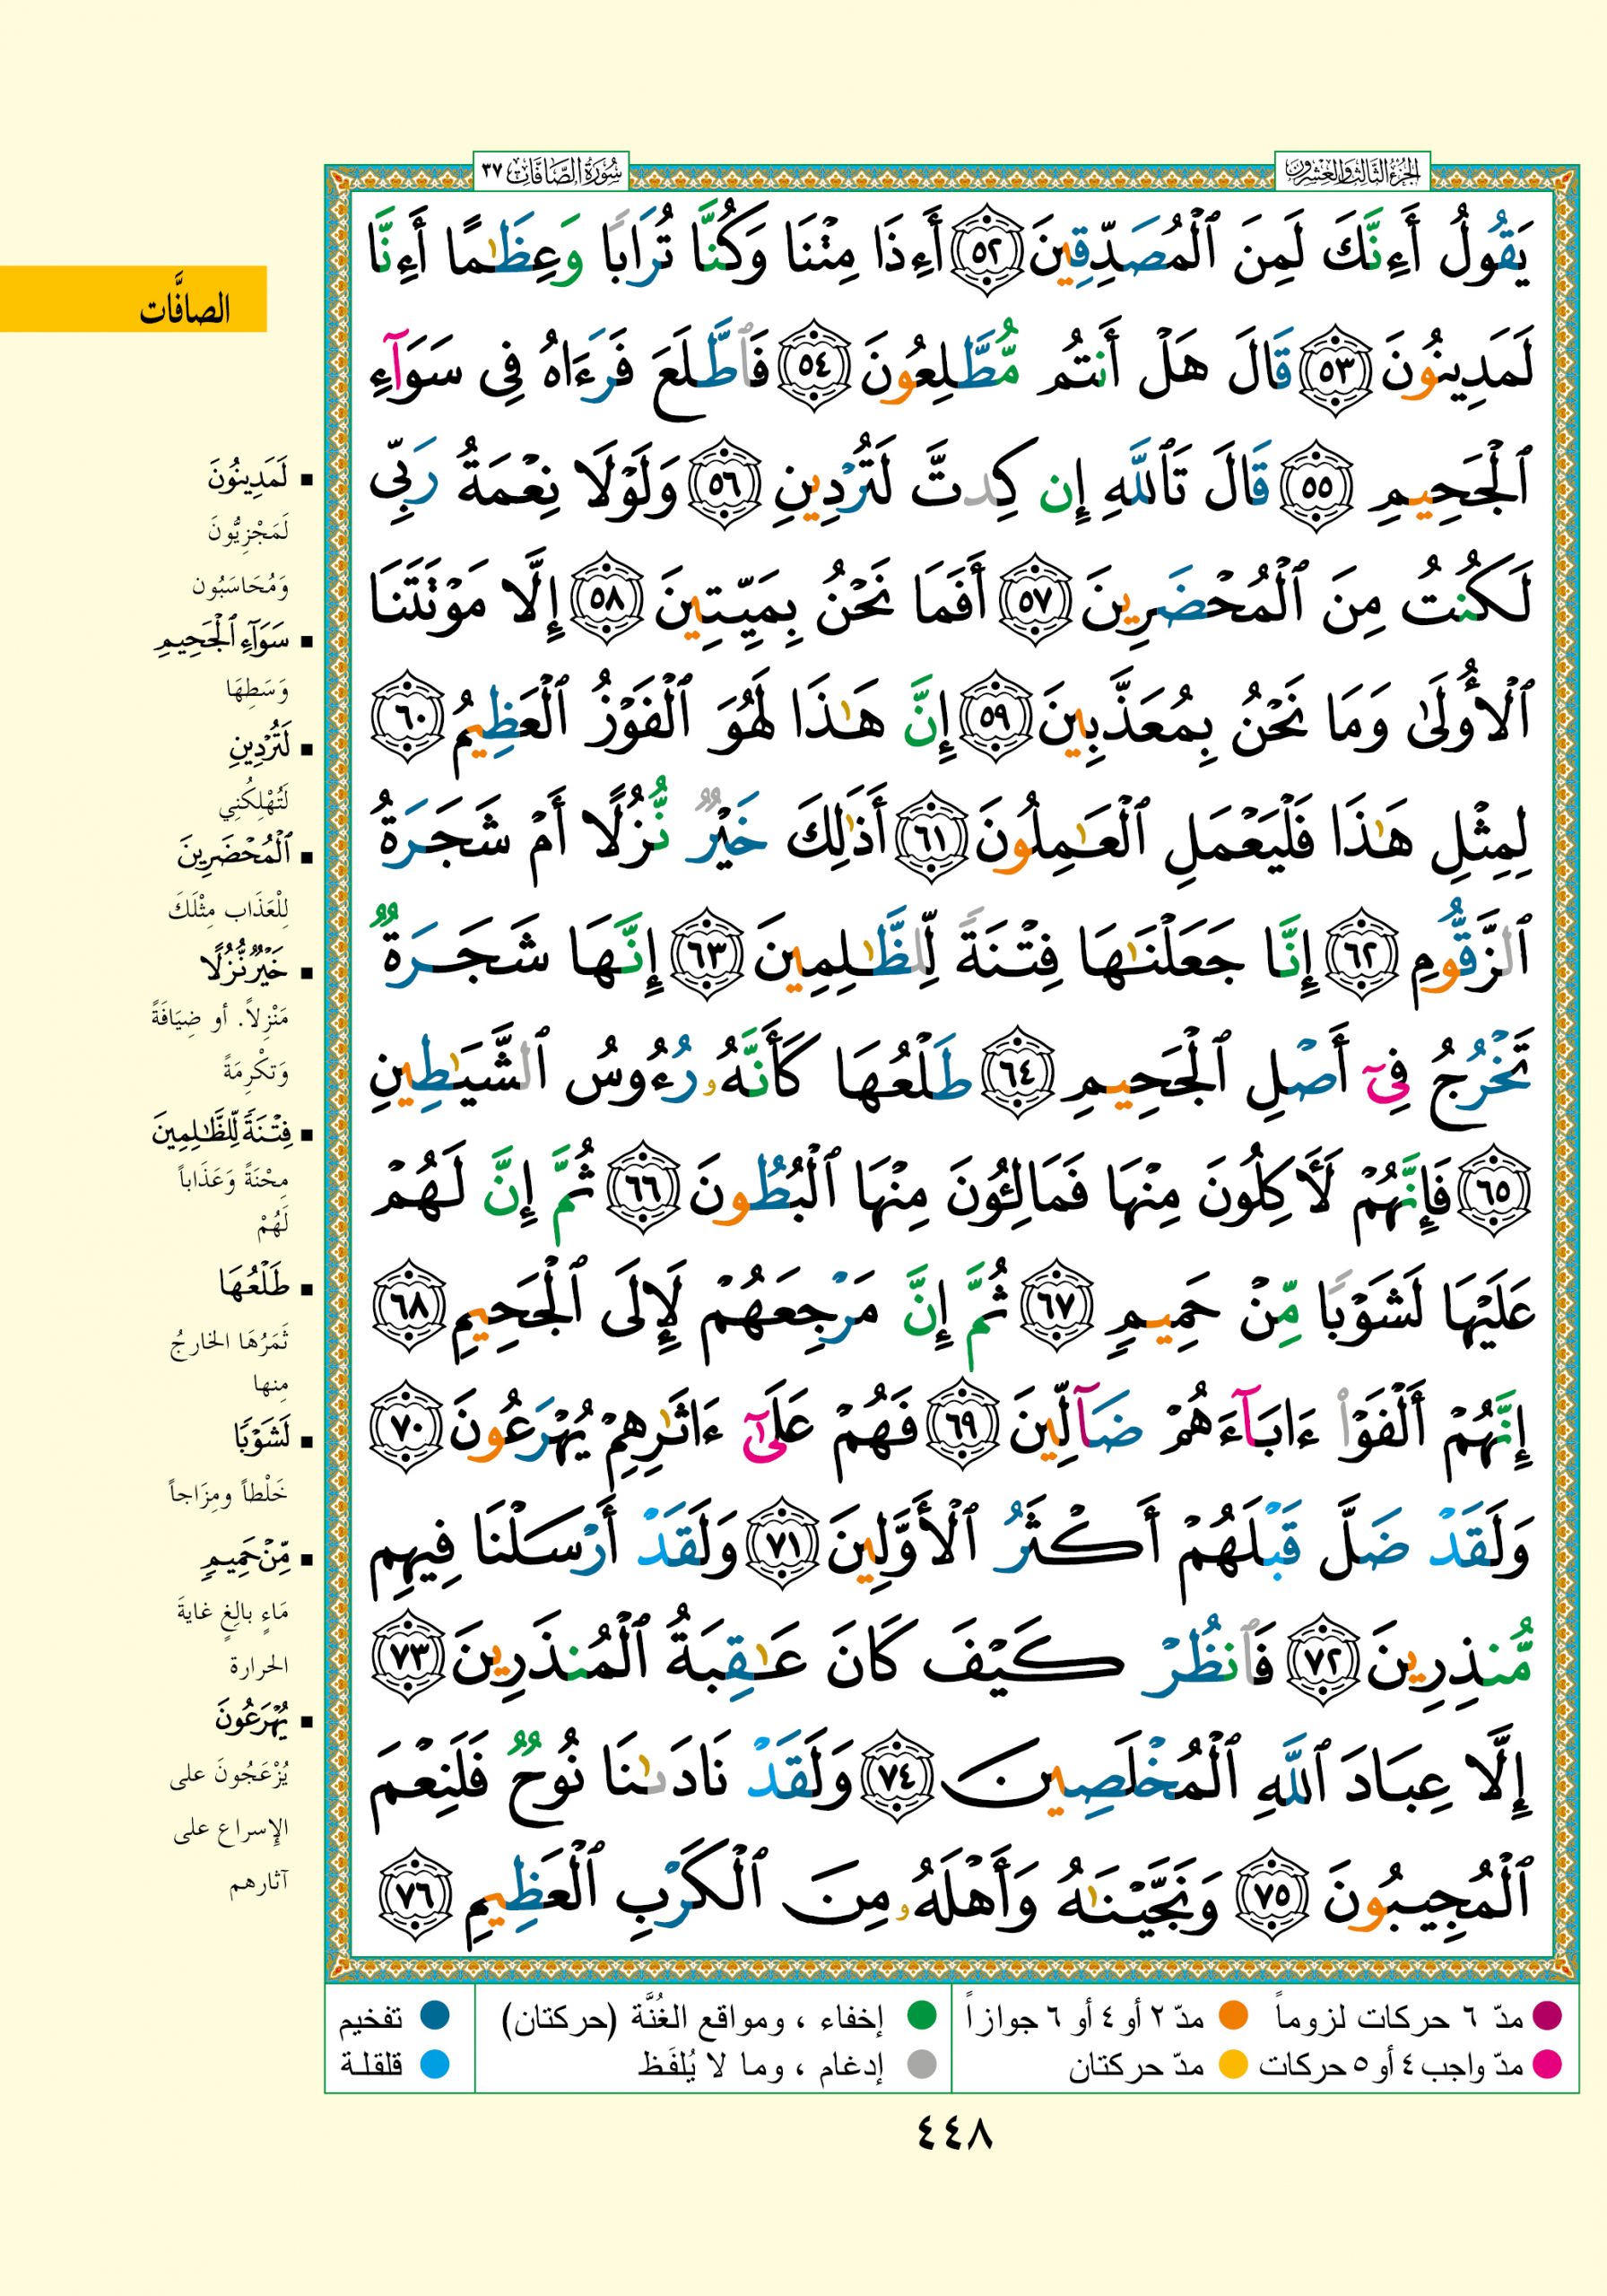 الجزء الثالث والعشرون
سورة الصافات ٣٧
يَقُولُ أَءِنَّكَ لَمِنَ ٱلْمُصَدِّقِينَ ٥٢ أَءِذَا مِتْنَا وَكُنَّا تُرَابًا وَعِظَٰمًا أَءِنَّا
لَمَدِينُونَ ٥٣ قَالَ هَلْ أَنتُم مُّطَّلِعُونَ ٥٤ فَٱطَّلَعَ فَرَءَاهُ فِى سَوَآءِ
ٱلْجَحِيمِ ٥٥ قَالَ تَٱللَّهِ إِن كِدتَّ لَتُرْدِينِ ٥٦ وَلَوْلَا نِعْمَةُ رَبِّى
لَكُنتُ مِنَ ٱلْمُحْضَرِينَ ٥٧ أَفَمَا نَحْنُ بِمَيِّتِينَ ٥٨ إِلَّا مَوْتَتَنَا
ٱلْأُولَىٰ وَمَا نَحْنُ بِمُعَذَّبِينَ ٥٩ إِنَّ هَٰذَا لَهُوَ ٱلْفَوْزُ ٱلْعَظِيمُ ٦٠
لِمِثْلِ هَٰذَا فَلْيَعْمَلِ ٱلْعَٰمِلُونَ ٦١ أَذَٰلِكَ خَيْرٌ نُّزُلًا أَمْ شَجَرَةُ
ٱلزَّقُّومِ ٦٢ إِنَّا جَعَلْنَٰهَا فِتْنَةً لِّلظَّٰلِمِينَ ٦٣ إِنَّهَا شَجَرَةٌ
تَخْرُجُ فِىٓ أَصْلِ ٱلْجَحِيمِ ٦٤ طَلْعُهَا كَأَنَّهُۥ رُءُوسُ ٱلشَّيَٰطِينِ
٦٥ فَإِنَّهُمْ لَءَاكِلُونَ مِنْهَا فَمَالِـُٔونَ مِنْهَا ٱلْبُطُونَ ٦٦ ثُمَّ إِنَّ لَهُمْ
عَلَيْهَا لَشَوْبًا مِّنْ حَمِيمٍ ٦٧ ثُمَّ إِنَّ مَرْجِعَهُمْ لَإِلَى ٱلْجَحِيمِ ٦٨
إِنَّهُمْ أَلْفَوْا۟ ءَابَآءَهُمْ ضَآلِّينَ ٦٩ فَهُمْ عَلَىٰٓ ءَاثَٰرِهِمْ يُهْرَعُونَ ٧٠
وَلَقَدْ ضَلَّ قَبْلَهُمْ أَكْثَرُ ٱلْأَوَّلِينَ ٧١ وَلَقَدْ أَرْسَلْنَا فِيهِم
مُّنذِرِينَ ٧٢ فَٱنظُرْ كَيْفَ كَانَ عَٰقِبَةُ ٱلْمُنذَرِينَ ٧٣
إِلَّا عِبَادَ ٱللَّهِ ٱلْمُخْلَصِينَ ٧٤ وَلَقَدْ نَادَىٰنَا نُوحٌ فَلَنِعْمَ
ٱلْمُجِيبُونَ ٧٥ وَنَجَّيْنَٰهُ وَأَهْلَهُۥ مِنَ ٱلْكَرْبِ ٱلْعَظِيمِ ٧٦
الصافَّات
▪ لَمَدِينُونَ
لَمَجْزِيُّونَ
وَمُحَاسَبُون
▪ سَوَآءِ ٱلْجَحِيمِ
وَسَطِهَا
▪ لَتُرْدِينِ
لَتُهْلِكُنِي
▪ ٱلْمُحْضَرِينَ
لِلْعَذَاب مِثْلَكَ
▪ خَيْرٌ نُّزُلًا
مَنْزِلاً. أو ضِيَافَةً
وَتَكْرِمَةً
▪ فِتْنَةً لِّلظَّٰلِمِينَ
مِحْنَةً وَعَذَاباً
لَهُمْ
▪ طَلْعُهَا
ثَمَرُهَا الخارجُ
مِنها
▪ لَشَوْبًا
خَلْطاً ومِزَاجاً
▪ مِّنْ حَمِيمٍ
مَاءٍ بالِغٍ غايةَ
الحرارة
▪ يُهْرَعُونَ
يُزْعَجُونَ على
الإسراع على
آثارهم
مدّ ٦ حركات لزوماً
مدّ ٢ أو ٤ أو ٦ جوازاً
إخفاء ، ومواقع الغُنَّة (حركتان)
تفخيم
مدّ واجب ٤ أو ٥ حركات
مدّ حركتان
إدغام ، وما لا يُلفَظ
قلقلة
٤٤٨